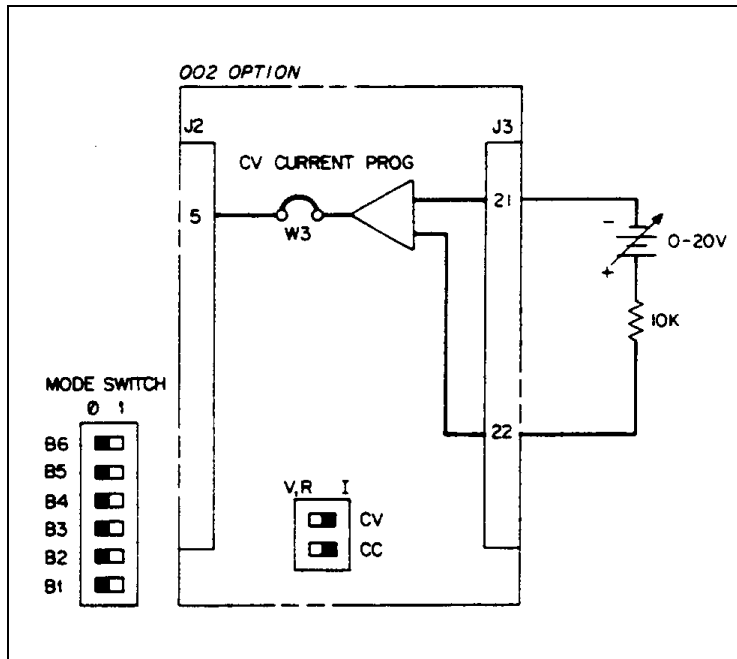 002 OPTION
J2
J3
CV CURRENT PROG
5
W3
21
-
0-20V
+
10K
22
MODE SWITCH
0 1
B6
B5
B4
B3
B2
B1
V,R I
CV
CC